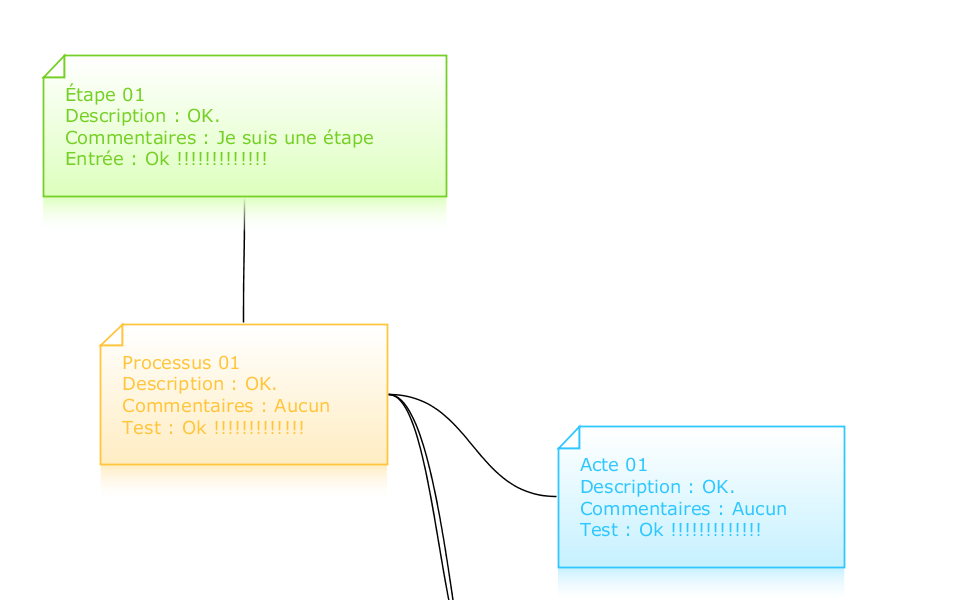 Étape 01
Description : OK.
Commentaires : Je suis une étape
Entrée : Ok !!!!!!!!!!!!!
Processus 01
Description : OK.
Commentaires : Aucun
Test : Ok !!!!!!!!!!!!!
Acte 01
Description : OK.
Commentaires : Aucun
Test : Ok !!!!!!!!!!!!!